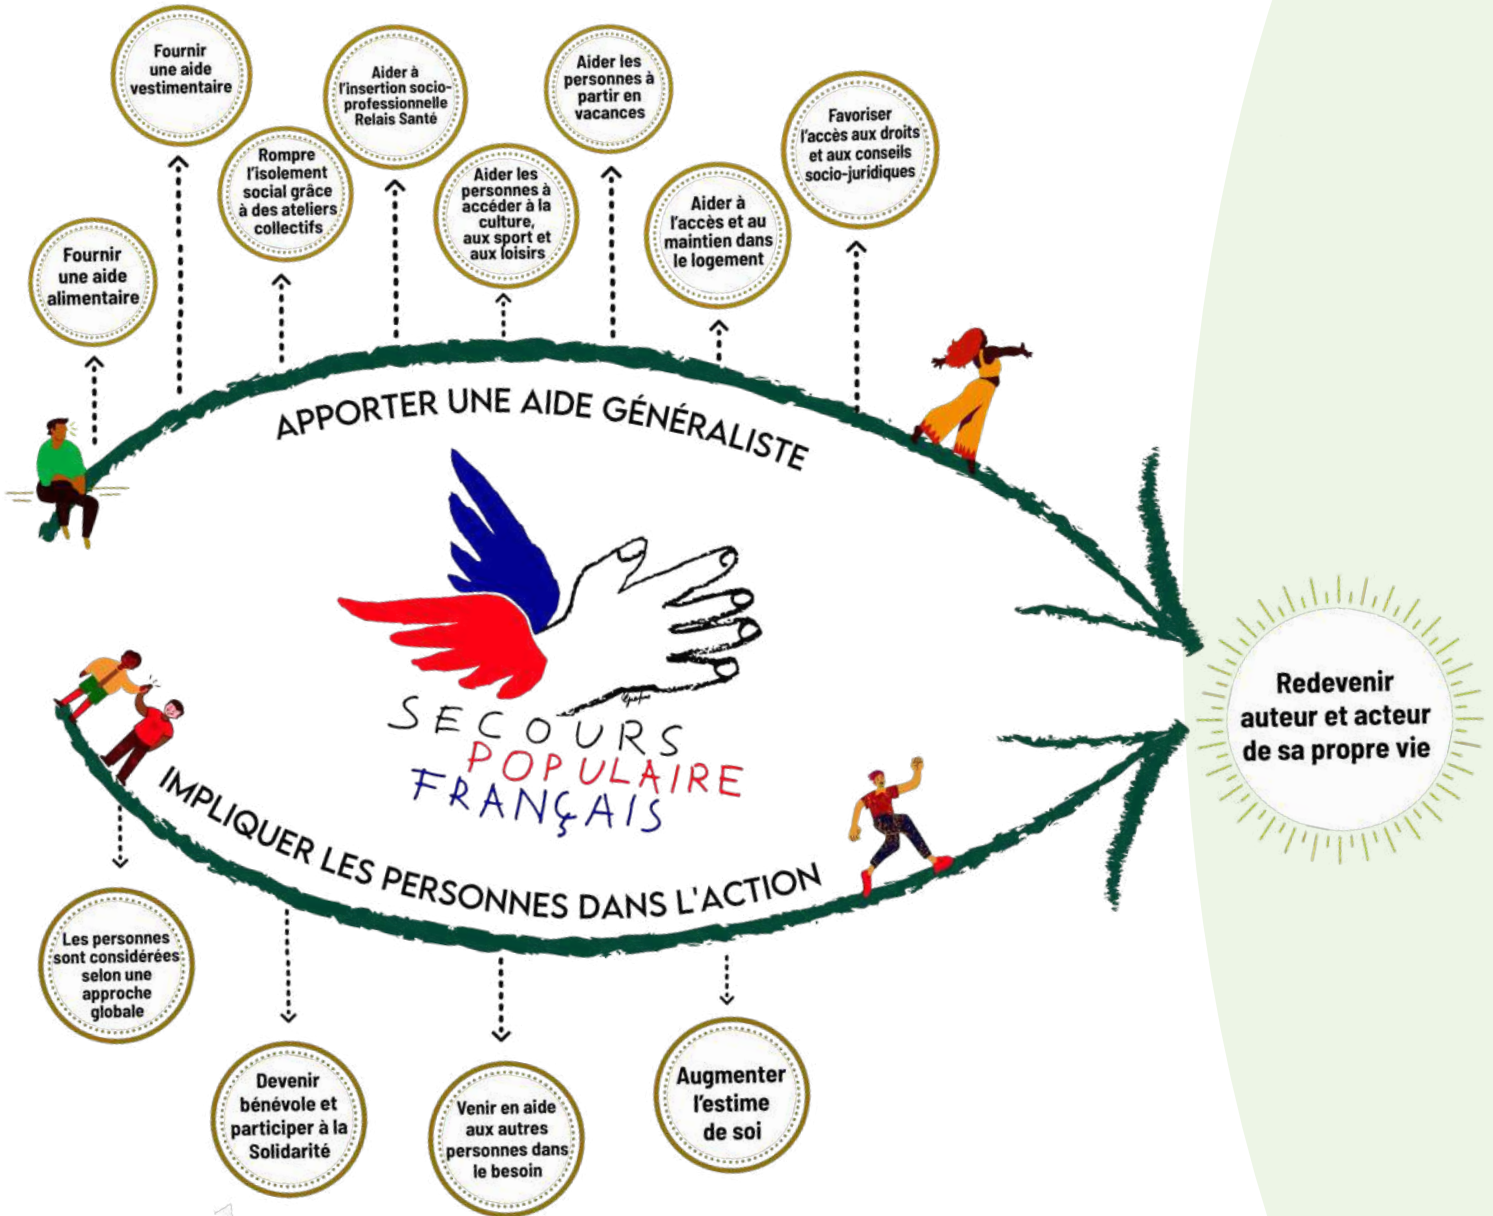 Fournir
une aide
vestimentaire
Aider à
l'insertion socio-
professionnelle
Relais Santé
Aider les
personnes à
partir en
vacances
Favoriser
l'accès aux droits
et aux conseils
socio-juridiques
Rompre
l'isolement
social grâce
à des ateliers
collectifs
Aider les
personnes à
accéder à la
culture,
aux sport et
aux loisirs
Aider à
l'accès et au
maintien dans
le logement
Fournir
une aide
alimentaire
APPORTER UNE AIDE GÉNÉRALISTE
SECOURS
POPULAIRE
FRANÇAIS
Redevenir
auteur et acteur
de sa propre vie
IMPLIQUER LES PERSONNES DANS L'ACTION
Les personnes
sont considérées
selon une
approche
globale
Devenir
bénévole et
participer à la
Solidarité
Venir en aide
aux autres
personnes dans
le besoin
Augmenter
l'estime
de soi